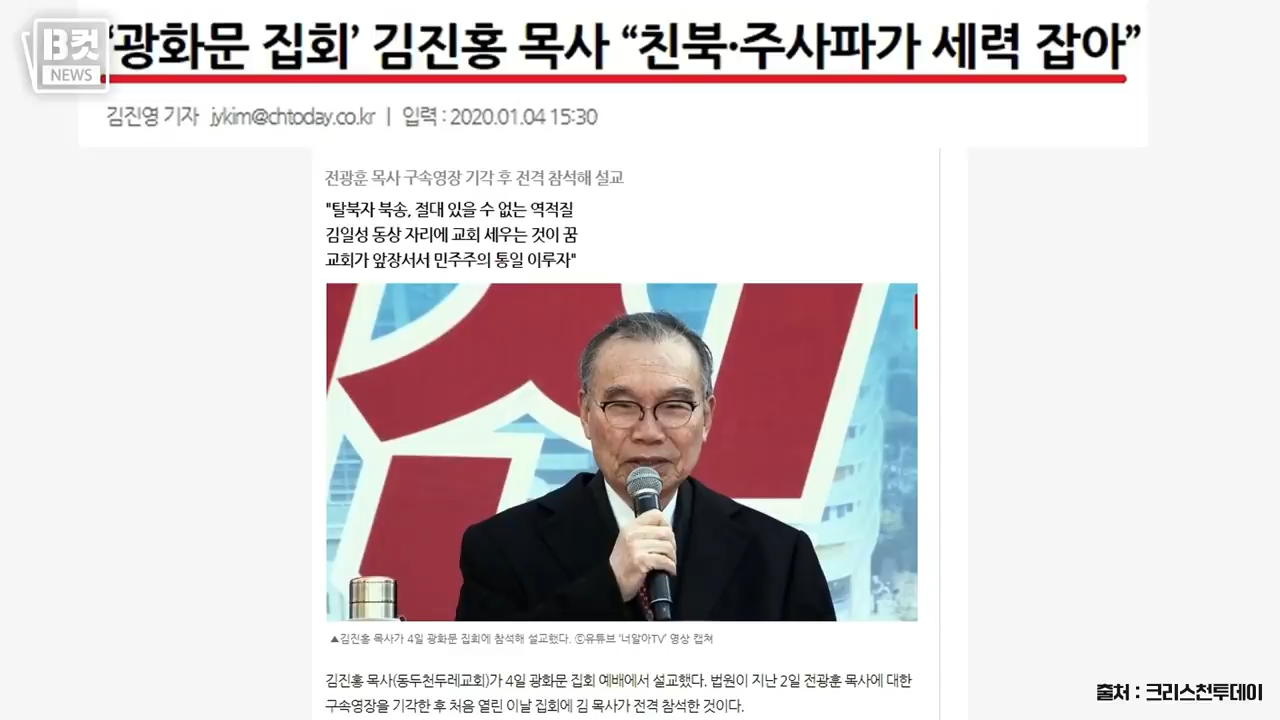 B컷
NEWS
‘광화문 집회’ 김진홍 목사 “친북·주사파가 세력 잡아”
김진영 기자 jykim@chtoday.co.kr | 입력 : 2020.01.04 15:30
전광훈 목사 구속영장 기각 후 전격 참석해 설교
"탈북자 북송, 절대 있을 수 없는 역적질
김일성 동상 자리에 교회 세우는 것이 꿈
교회가 앞장서서 민주주의 통일 이루자"
▲김진홍 목사가 4일 광화문 집회에 참석해 설교했다. ⓒ유튜브 ‘너알아TV’ 영상 캡쳐
김진홍 목사(동두천두레교회)가 4일 광화문 집회 예배에서 설교했다. 법원이 지난 2일 전광훈 목사에 대한
구속영장을 기각한 후 처음 열린 이날 집회에 김 목사가 전격 참석한 것이다.
출처 : 크리스천투데이